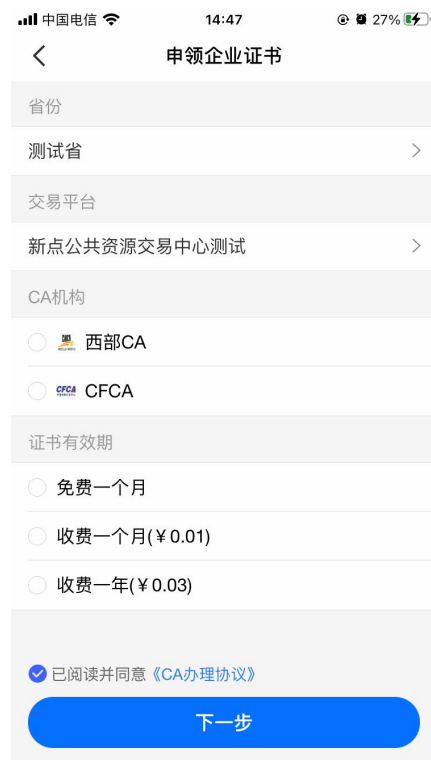 中国电信 14:47 27%
申领企业证书
省份
测试省
交易平台
新点公共资源交易中心测试
CA机构
西部CA
CFCA CFCA
证书有效期
免费一个月
收费一个月(￥0.01)
收费一年(￥0.03)
已阅读并同意《CA办理协议》
下一步